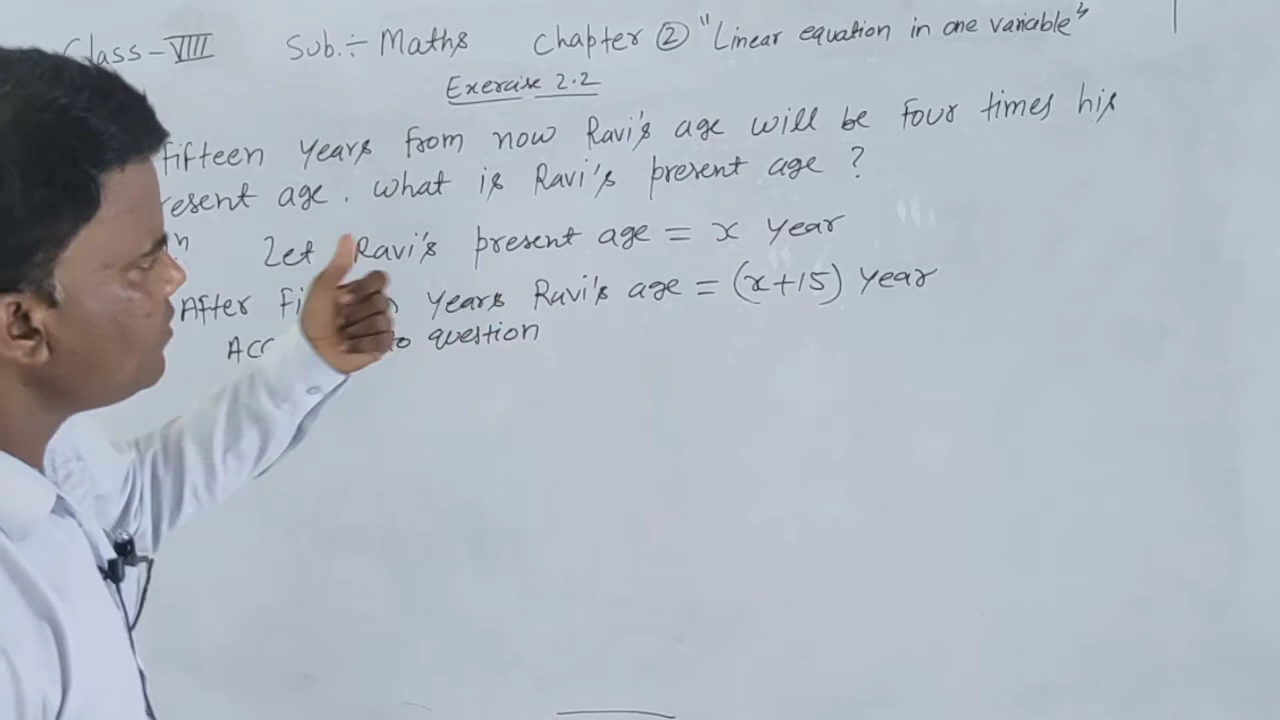 Class-VIII Sub.÷ Maths Chapter ② "Linear equation in one variable"
Exercise 2.2
fifteen years from now Ravi's age will be four times his
esent age. what is Ravi's present age ?
n Let Ravi's present age = x year
After Fi years Ravi's age = (x+15) year
Acc to question